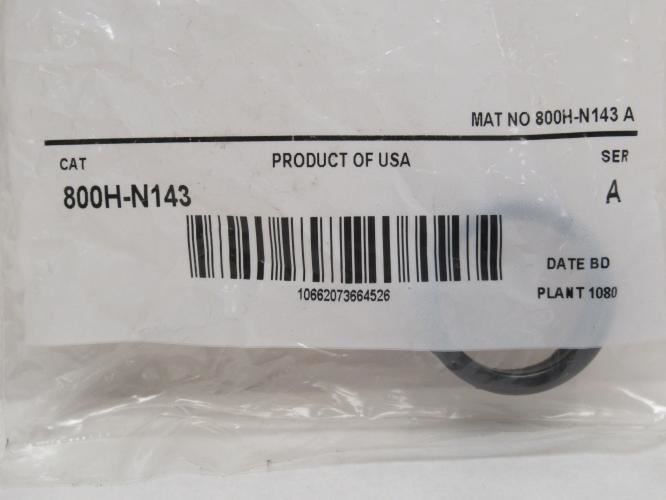 MAT NO 800H-N143 A
CAT PRODUCT OF USA SER
800H-N143 A
10662073664526
DATE BD
PLANT 1080